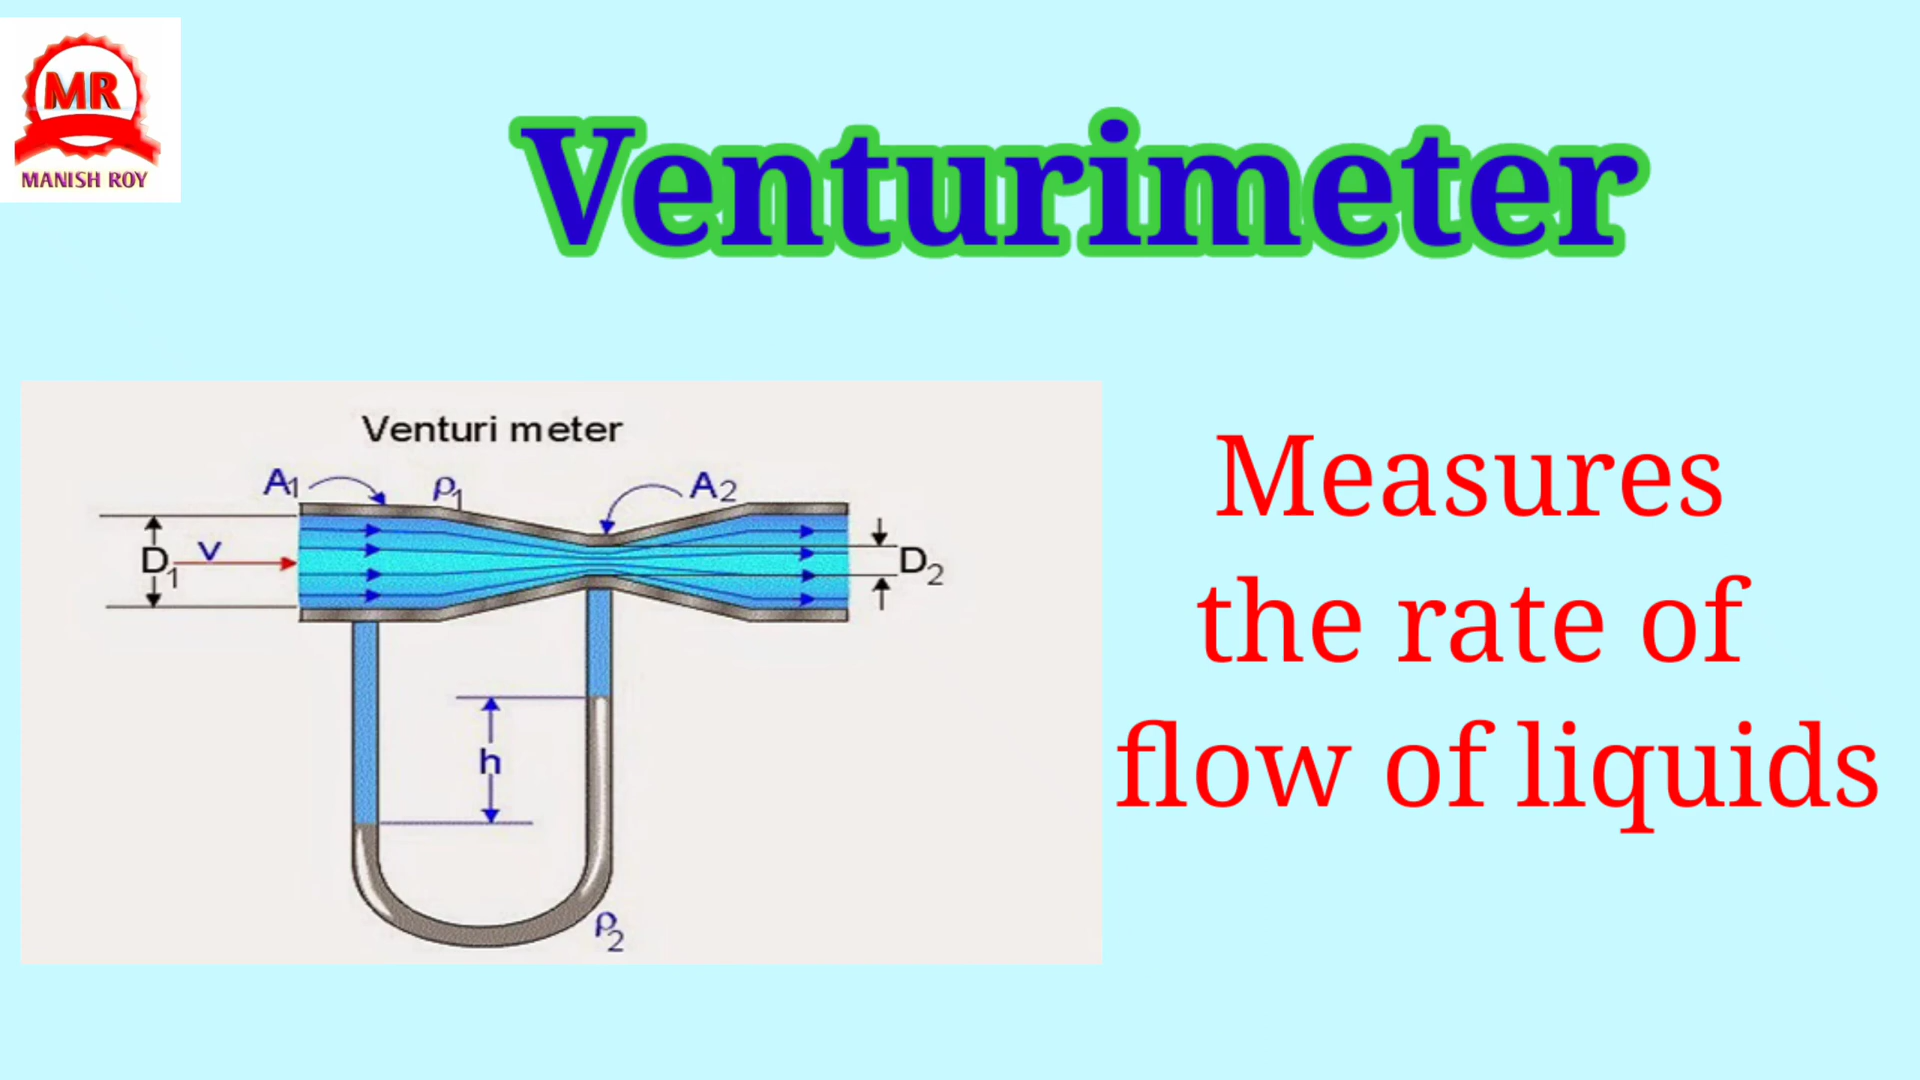 MR
MANISH ROY
Venturimeter
Venturi meter
A1
ρ1
A2
D1
v
D2
h
ρ2
Measures
the rate of
flow of liquids